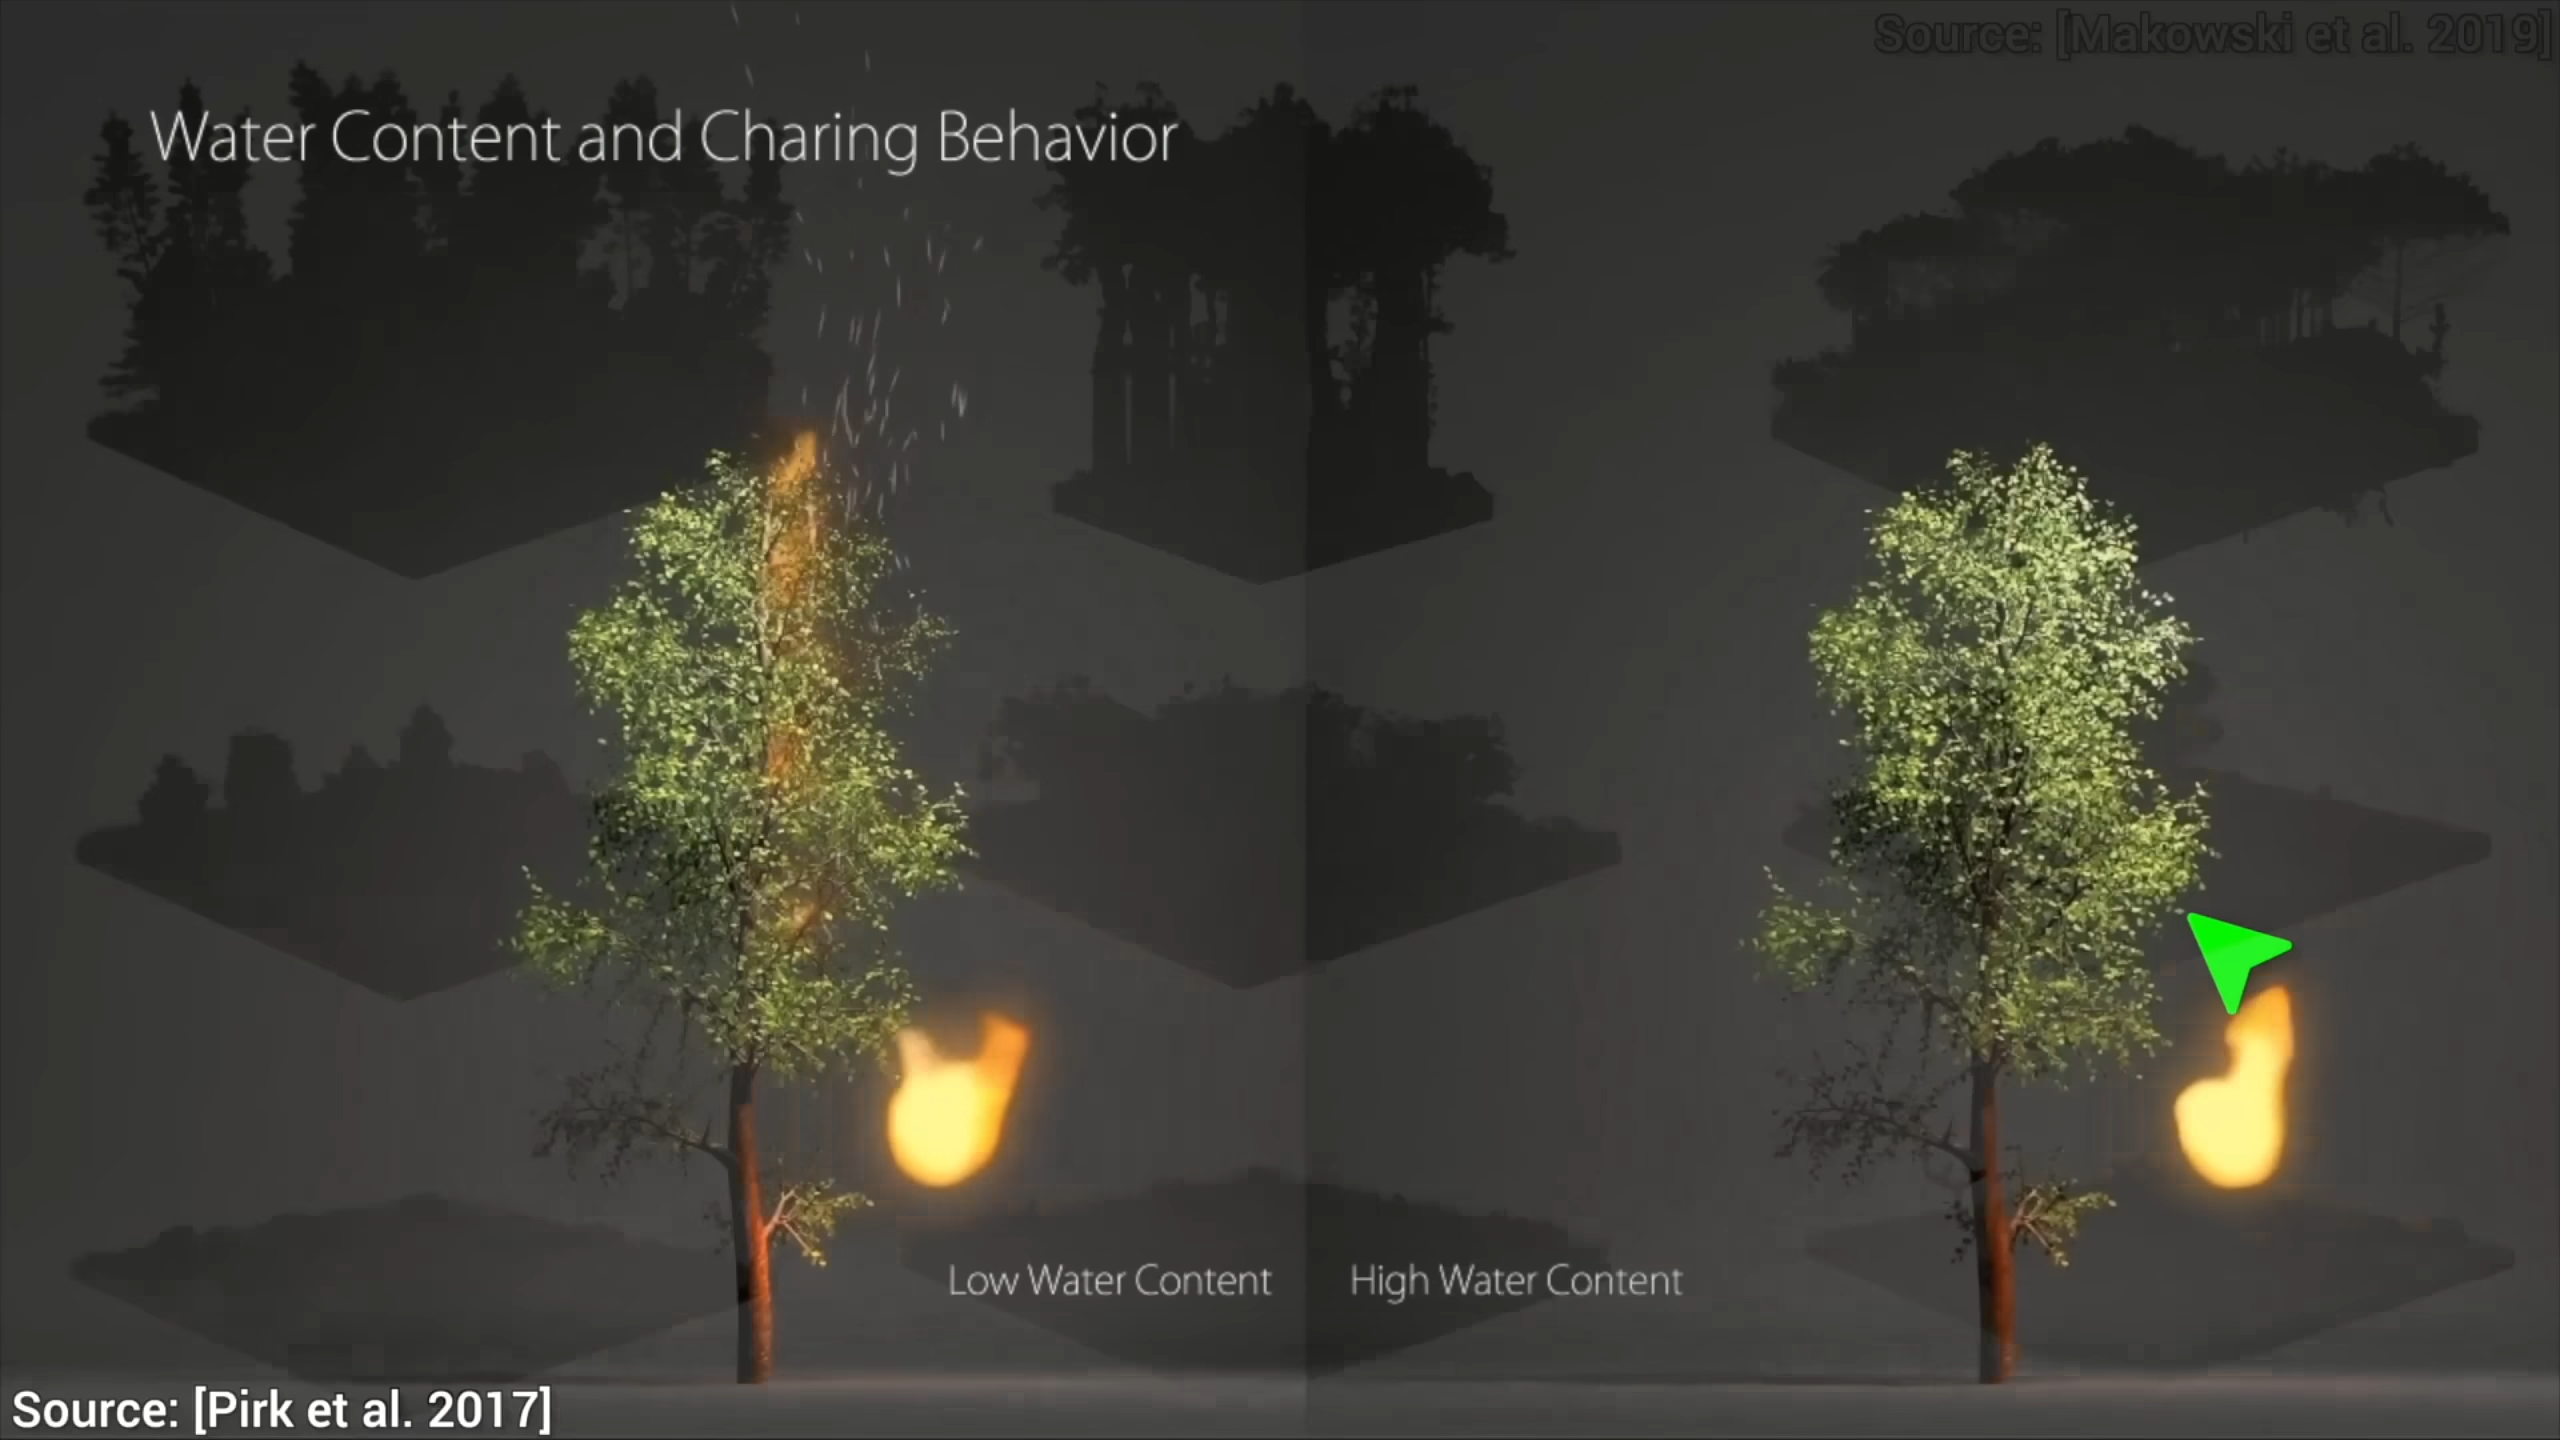 Source: [Makowski et al. 2019]
Water Content and Charing Behavior
Low Water Content
High Water Content
Source: [Pirk et al. 2017]